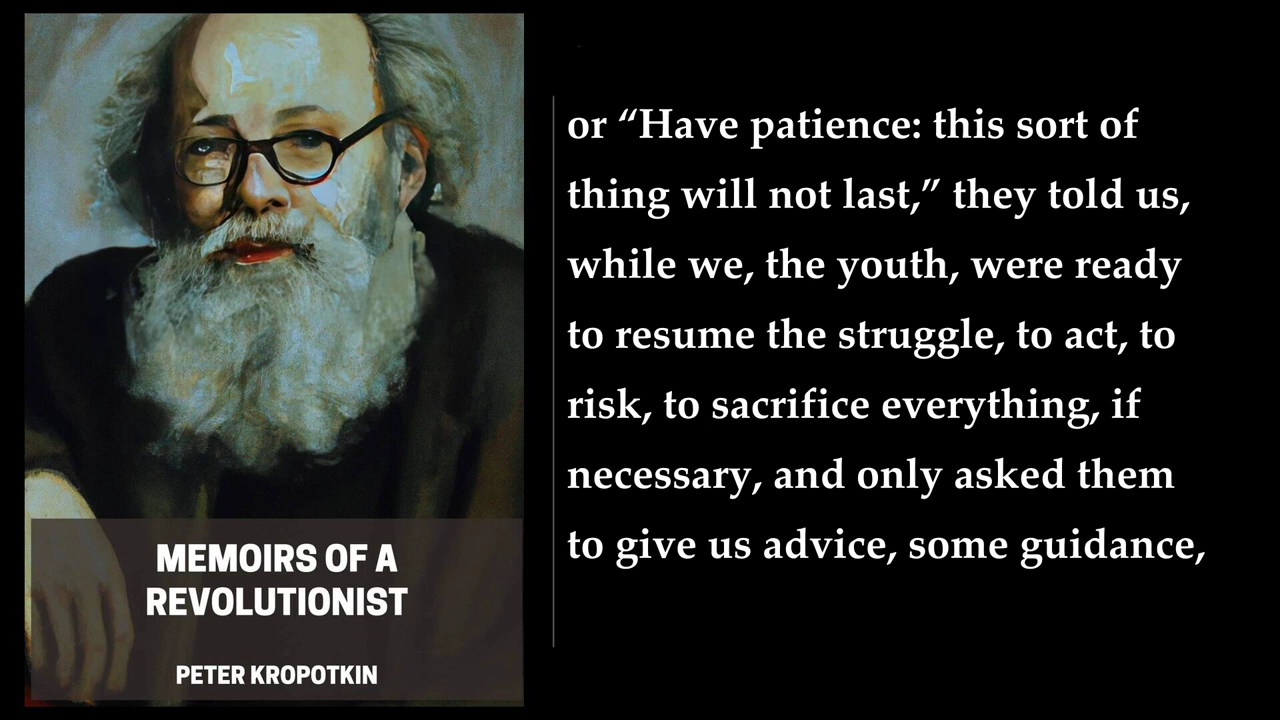 MEMOIRS OF A
REVOLUTIONIST
PETER KROPOTKIN
or “Have patience: this sort of
thing will not last,” they told us,
while we, the youth, were ready
to resume the struggle, to act, to
risk, to sacrifice everything, if
necessary, and only asked them
to give us advice, some guidance,